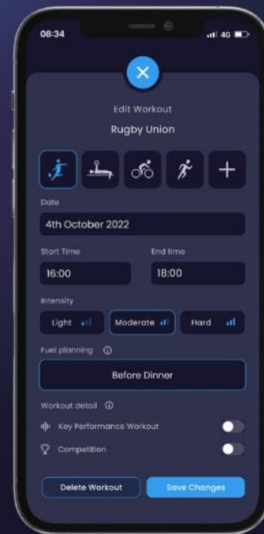 08:34
4G
Edit Workout
Rugby Union
Date
4th October 2022
Start Time End time
16:00 18:00
Intensity
Light Moderate Hard
Fuel planning
Before Dinner
Workout detail
Key Performance Workout
Competition
Delete Workout Save Changes